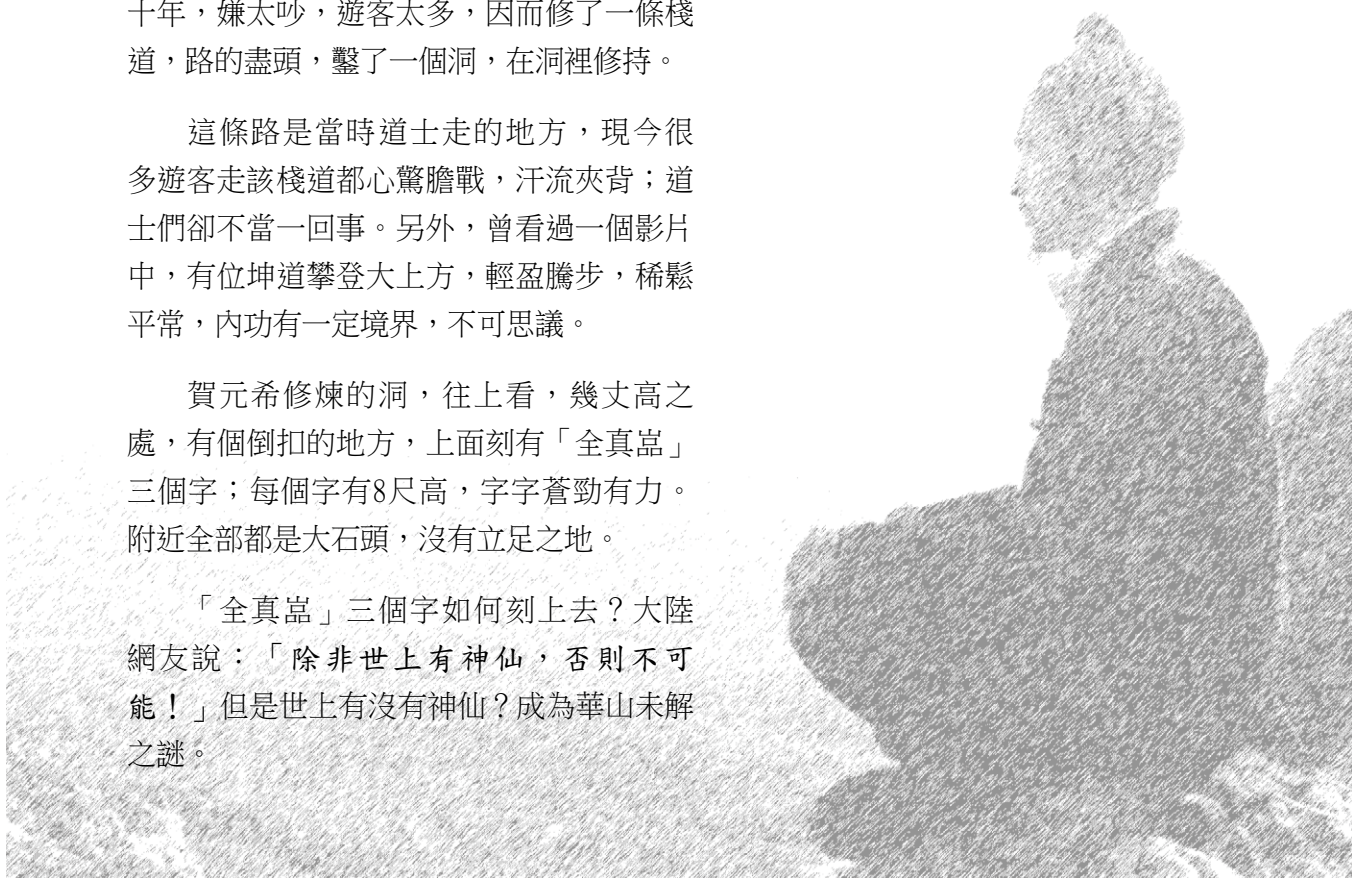 十年，嫌太吵，遊客太多，因而修了一條棧
道，路的盡頭，鑿了一個洞，在洞裡修持。
這條路是當時道士走的地方，現今很
多遊客走該棧道都心驚膽戰，汗流夾背；道
士們卻不當一回事。另外，曾看過一個影片
中，有位坤道攀登大上方，輕盈騰步，稀鬆
平常，內功有一定境界，不可思議。
賀元希修煉的洞，往上看，幾丈高之
處，有個倒扣的地方，上面刻有「全真嵓」
三個字；每個字有8尺高，字字蒼勁有力。
附近全部都是大石頭，沒有立足之地。
「全真嵓」三個字如何刻上去？大陸
網友說：「除非世上有神仙，否則不可
能！」但是世上有沒有神仙？成為華山未解
之謎。